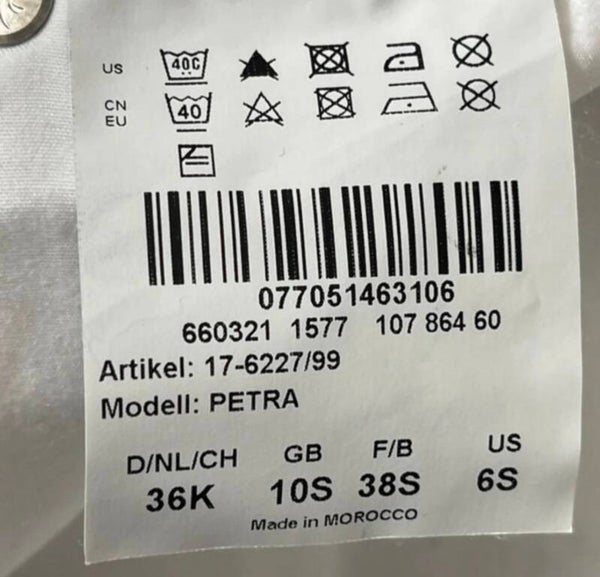 US 40C
CN
EU 40
077051463106
660321 1577 107 864 60
Artikel: 17-6227/99
Modell: PETRA
D/NL/CH GB F/B US
36K 10S 38S 6S
Made in MOROCCO